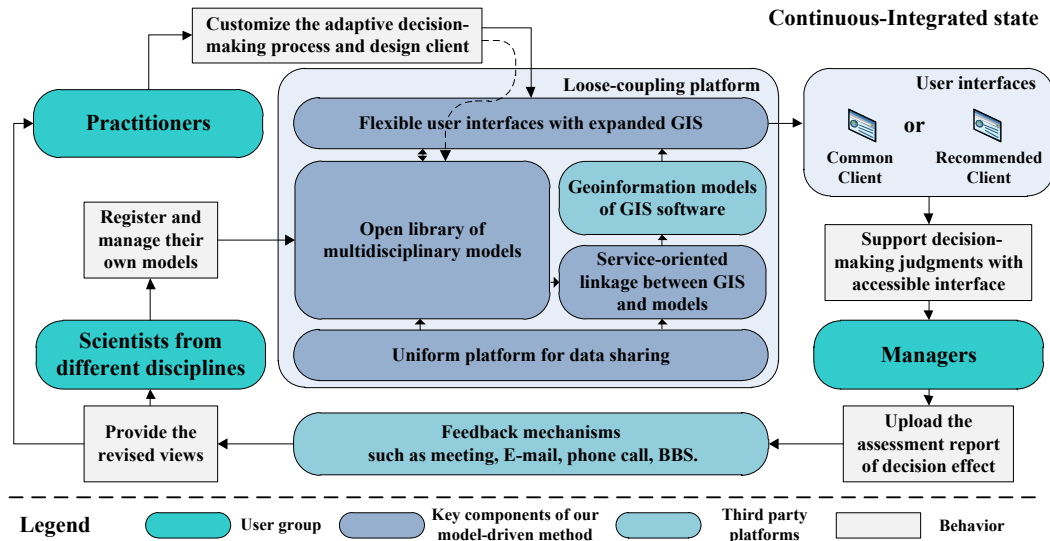 Customize the adaptive decision-
making process and design client
Continuous-Integrated state
Practitioners
Loose-coupling platform
Flexible user interfaces with expanded GIS
User interfaces
or
Common
Client
Recommended
Client
Register and
manage their
own models
Open library of
multidisciplinary models
Geoinformation models
of GIS software
Service-oriented
linkage between GIS
and models
Support decision-
making judgments with
accessible interface
Scientists from
different disciplines
Uniform platform for data sharing
Managers
Provide the
revised views
Feedback mechanisms
such as meeting, E-mail, phone call, BBS.
Upload the
assessment report
of decision effect
Legend
User group
Key components of our
model-driven method
Third party
platforms
Behavior